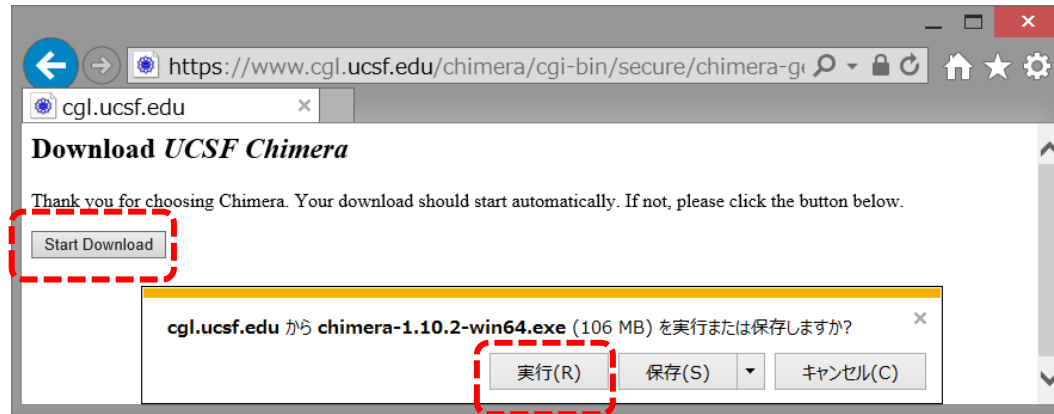 https://www.cgl.ucsf.edu/chimera/cgi-bin/secure/chimera-ge
cgl.ucsf.edu
Download UCSF Chimera
Thank you for choosing Chimera. Your download should start automatically. If not, please click the button below.
Start Download
cgl.ucsf.edu から chimera-1.10.2-win64.exe (106 MB) を実行または保存しますか?
実行(R) 保存(S) キャンセル(C)